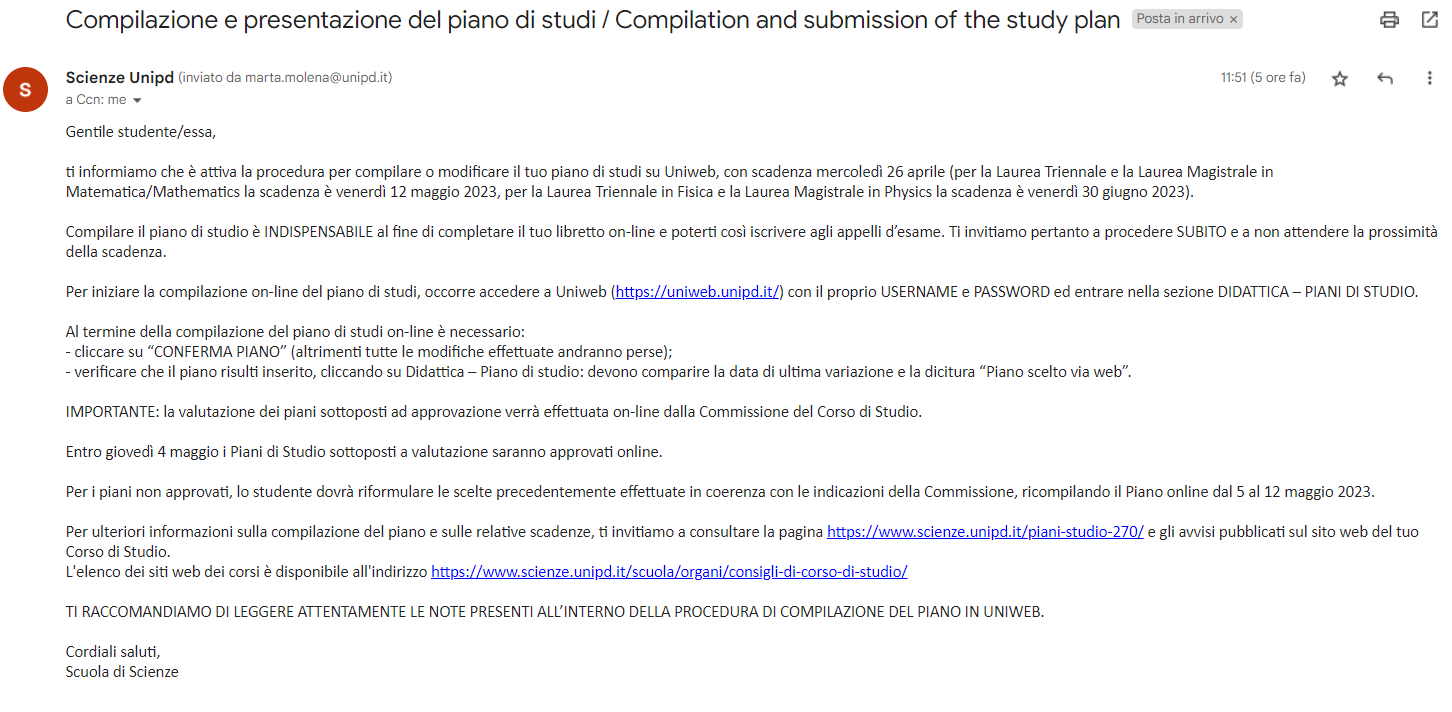 Compilazione e presentazione del piano di studi / Compilation and submission of the study plan Posta in arrivo ×
S
Scienze Unipd (inviato da marta.molena@unipd.it) 11:51 (5 ore fa)
a Ccn: me
Gentile studente/essa,
ti informiamo che è attiva la procedura per compilare o modificare il tuo piano di studi su Uniweb, con scadenza mercoledì 26 aprile (per la Laurea Triennale e la Laurea Magistrale in
Matematica/Mathematics la scadenza è venerdì 12 maggio 2023, per la Laurea Triennale in Fisica e la Laurea Magistrale in Physics la scadenza è venerdì 30 giugno 2023).
Compilare il piano di studio è INDISPENSABILE al fine di completare il tuo libretto on-line e poterti così iscrivere agli appelli d’esame. Ti invitiamo pertanto a procedere SUBITO e a non attendere la prossimità
della scadenza.
Per iniziare la compilazione on-line del piano di studi, occorre accedere a Uniweb (https://uniweb.unipd.it/) con il proprio USERNAME e PASSWORD ed entrare nella sezione DIDATTICA – PIANI DI STUDIO.
Al termine della compilazione del piano di studi on-line è necessario:
- cliccare su “CONFERMA PIANO” (altrimenti tutte le modifiche effettuate andranno perse);
- verificare che il piano risulti inserito, cliccando su Didattica – Piano di studio: devono comparire la data di ultima variazione e la dicitura “Piano scelto via web”.
IMPORTANTE: la valutazione dei piani sottoposti ad approvazione verrà effettuata on-line dalla Commissione del Corso di Studio.
Entro giovedì 4 maggio i Piani di Studio sottoposti a valutazione saranno approvati online.
Per i piani non approvati, lo studente dovrà riformulare le scelte precedentemente effettuate in coerenza con le indicazioni della Commissione, ricompilando il Piano online dal 5 al 12 maggio 2023.
Per ulteriori informazioni sulla compilazione del piano e sulle relative scadenze, ti invitiamo a consultare la pagina https://www.scienze.unipd.it/piani-studio-270/ e gli avvisi pubblicati sul sito web del tuo
Corso di Studio.
L'elenco dei siti web dei corsi è disponibile all'indirizzo https://www.scienze.unipd.it/scuola/organi/consigli-di-corso-di-studio/
TI RACCOMANDIAMO DI LEGGERE ATTENTAMENTE LE NOTE PRESENTI ALL’INTERNO DELLA PROCEDURA DI COMPILAZIONE DEL PIANO IN UNIWEB.
Cordiali saluti,
Scuola di Scienze